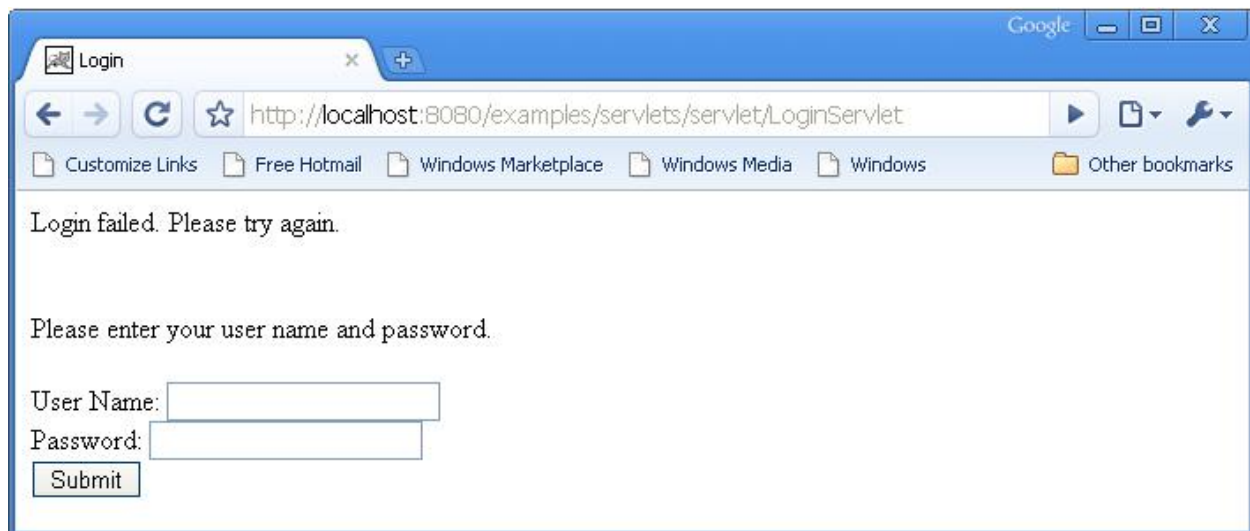 Google
Login
http://localhost:8080/examples/servlets/servlet/LoginServlet
Customize Links Free Hotmail Windows Marketplace Windows Media Windows Other bookmarks
Login failed. Please try again.
Please enter your user name and password.
User Name:
Password:
Submit